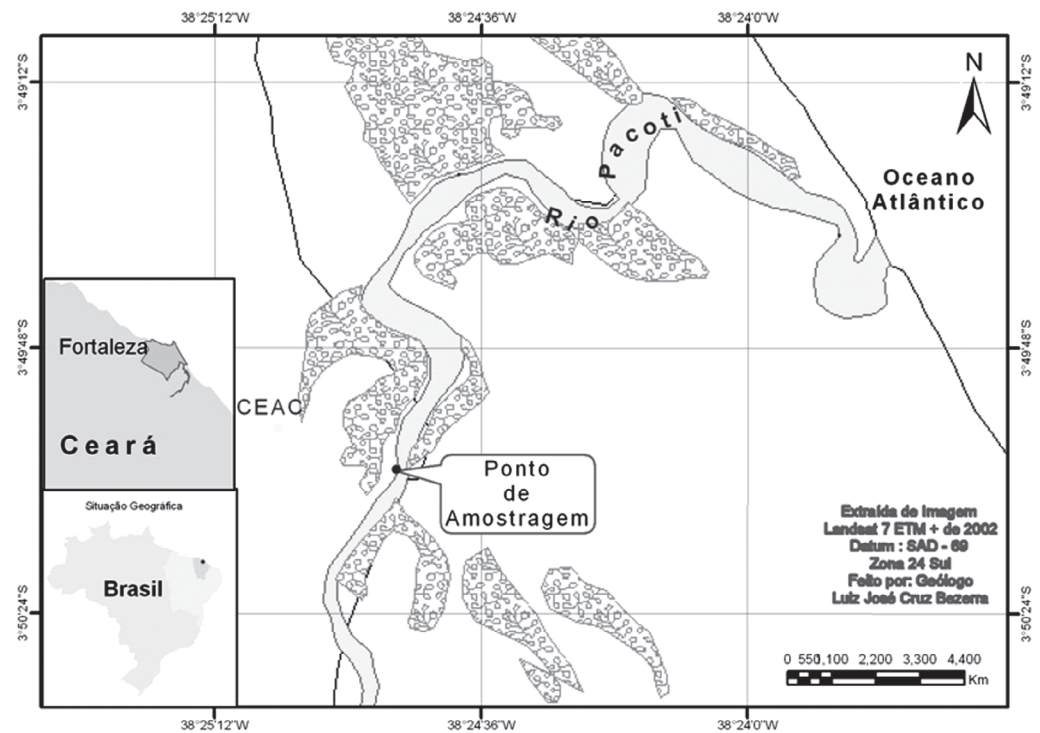 38°25'12"W 38°24'36"W 38°24'0"W
3°49'12"S
3°49'12"S
N
Rio Pacoti
Oceano
Atlântico
3°49'48"S
3°49'48"S
Fortaleza
Ceará
CEAC
Ponto
de
Amostragem
Situação Geográfica
Brasil
Extraída de Imagem
Landsat 7 ETM + de 2002
Datum : SAD - 69
Zona 24 Sul
Feito por: Geólogo
Luiz José Cruz Bezerra
3°50'24"S
3°50'24"S
0 550 1,100 2,200 3,300 4,400
Km
38°25'12"W 38°24'36"W 38°24'0"W